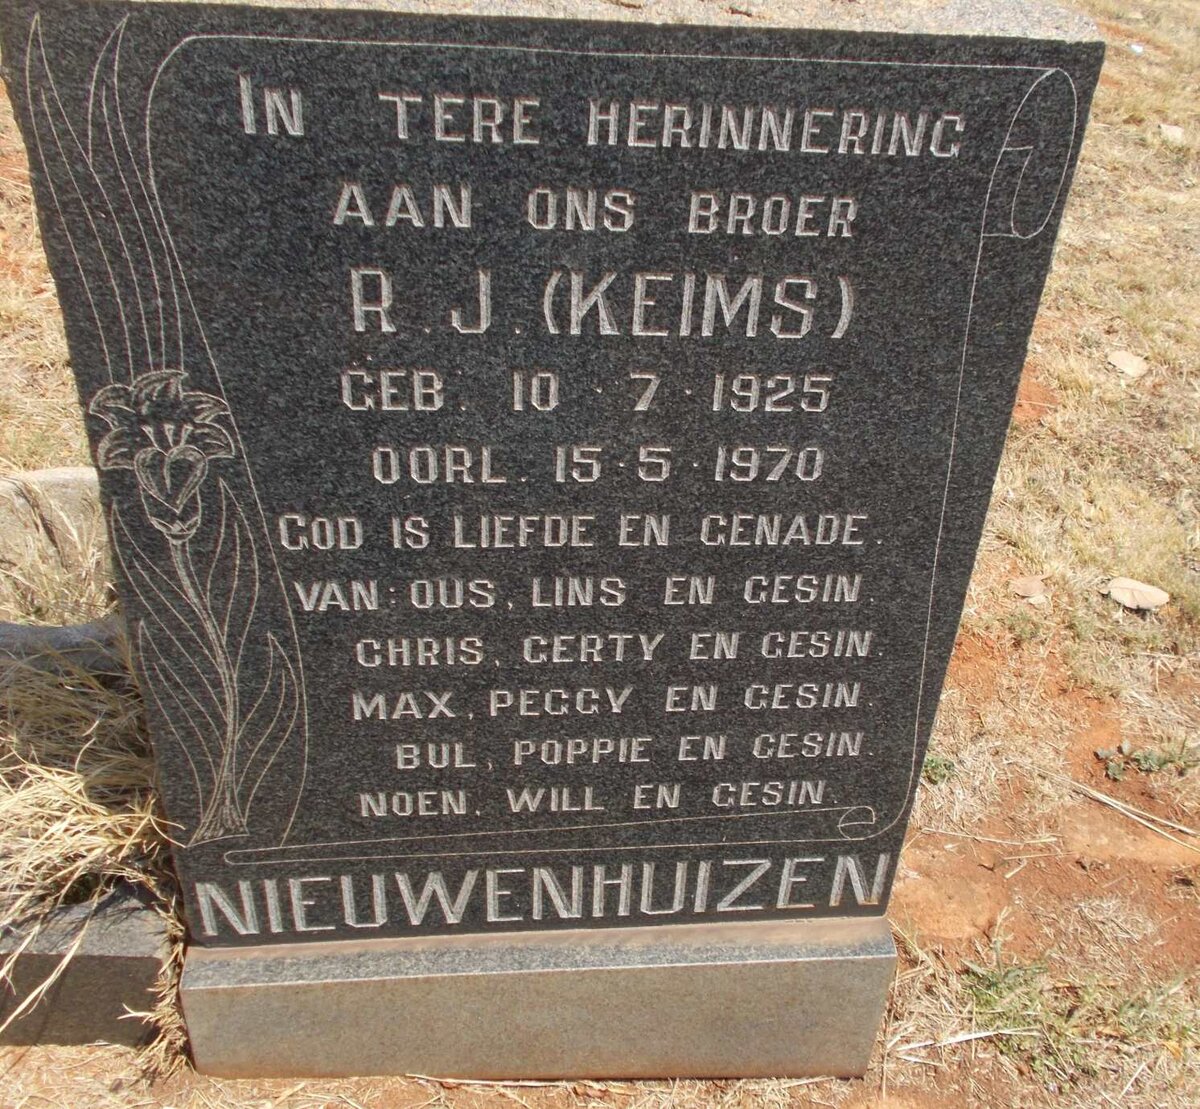 IN TERE HERINNERING
AAN ONS BROER
R. J. (KEIMS)
GEB. 10·7·1925
OORL. 15·5·1970
GOD IS LIEFDE EN GENADE.
VAN: OUS, LINS EN GESIN.
CHRIS, GERTY EN GESIN.
MAX, PEGGY EN GESIN.
BUL, POPPIE EN GESIN.
NOEN, WILL EN GESIN.
NIEUWENHUIZEN